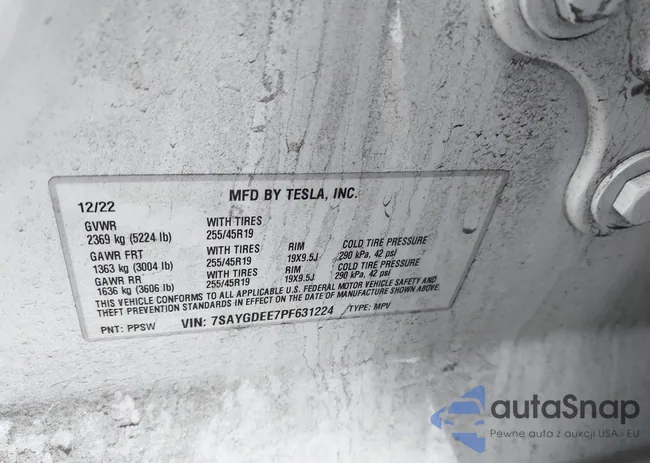 MFD BY TESLA, INC.
12/22
GVWR
2369 kg (5224 lb)
WITH TIRES
255/45R19
GAWR FRT
1363 kg (3004 lb)
WITH TIRES
255/45R19
RIM
19X9.5J
COLD TIRE PRESSURE
290 kPa, 42 psi
GAWR RR
1636 kg (3606 lb)
WITH TIRES
255/45R19
RIM
19X9.5J
COLD TIRE PRESSURE
290 kPa, 42 psi
THIS VEHICLE CONFORMS TO ALL APPLICABLE U.S. FEDERAL MOTOR VEHICLE SAFETY AND
THEFT PREVENTION STANDARDS IN EFFECT ON THE DATE OF MANUFACTURE SHOWN ABOVE.
PNT: PPSW VIN: 7SAYGDEE7PF631224 TYPE: MPV
autaSnap
Pewne auta z aukcji USA i EU